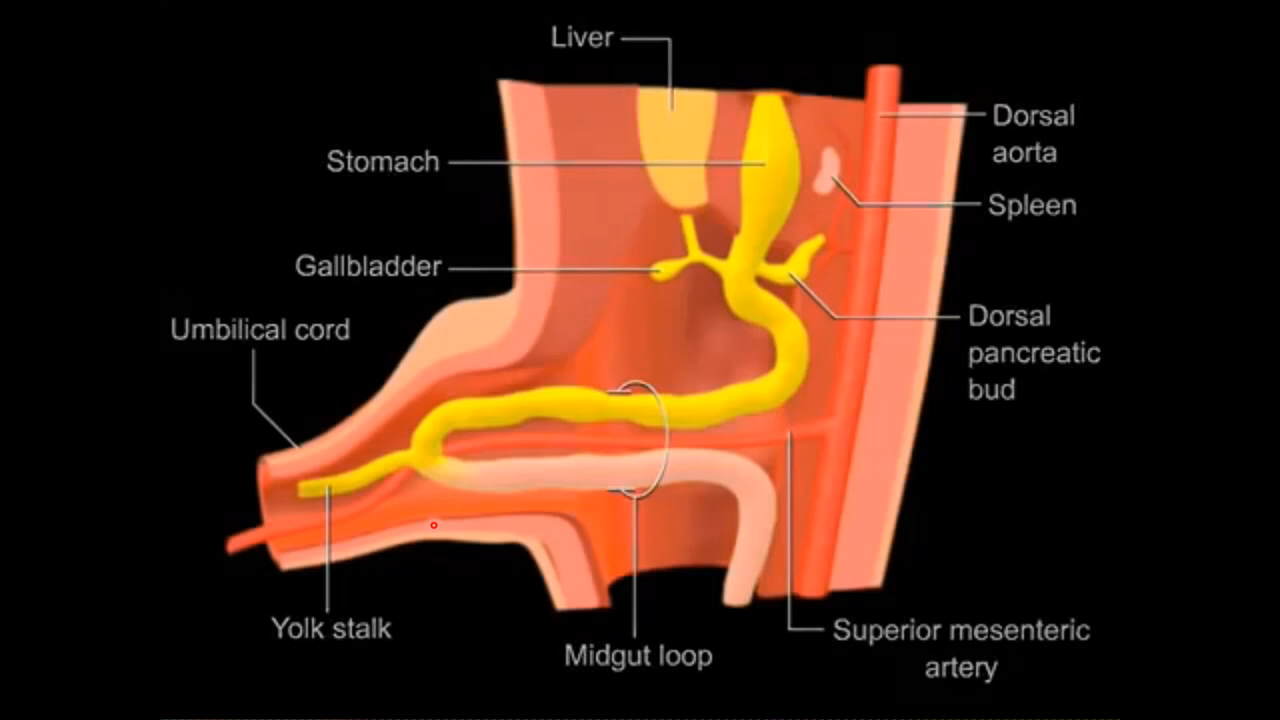 Liver
Dorsal
aorta
Stomach
Spleen
Gallbladder
Umbilical cord
Dorsal
pancreatic
bud
Yolk stalk
Midgut loop
Superior mesenteric
artery